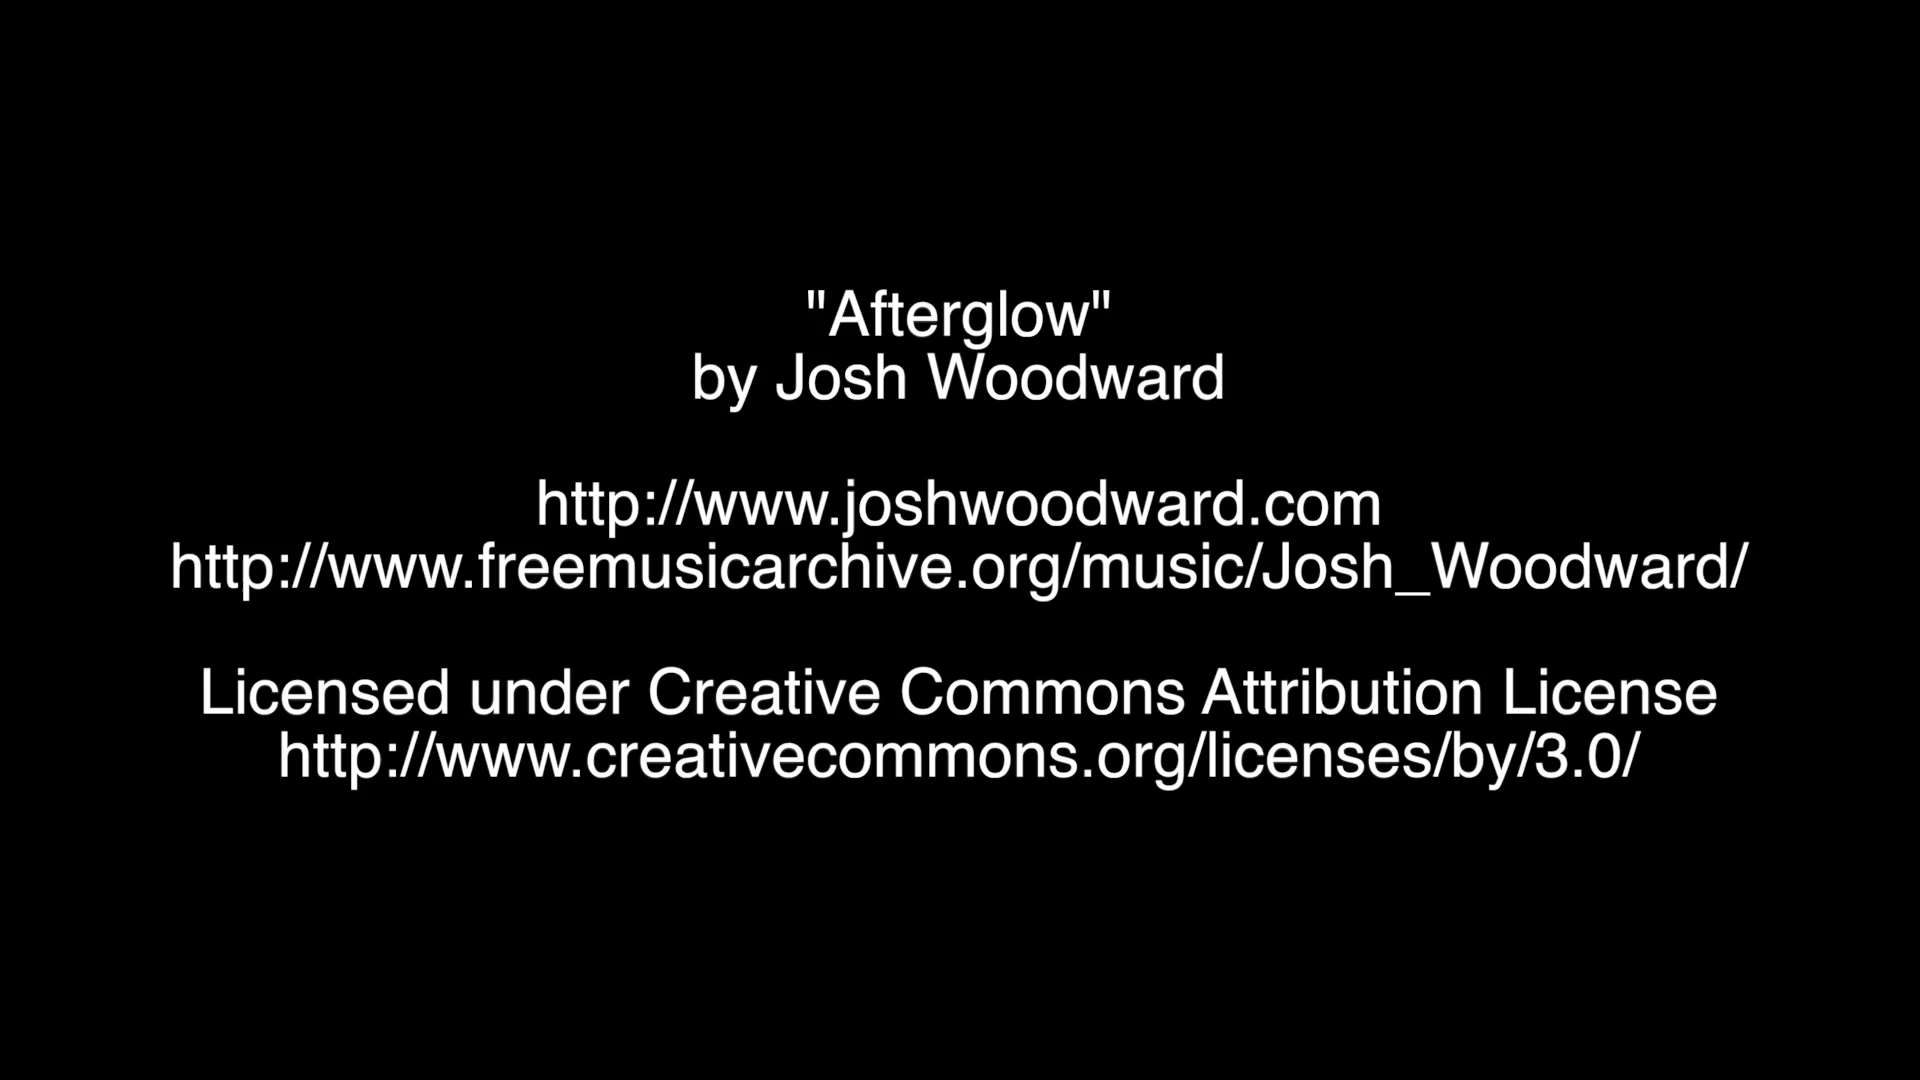 "Afterglow"
by Josh Woodward
http://www.joshwoodward.com
http://www.freemusicarchive.org/music/Josh_Woodward/
Licensed under Creative Commons Attribution License
http://www.creativecommons.org/licenses/by/3.0/